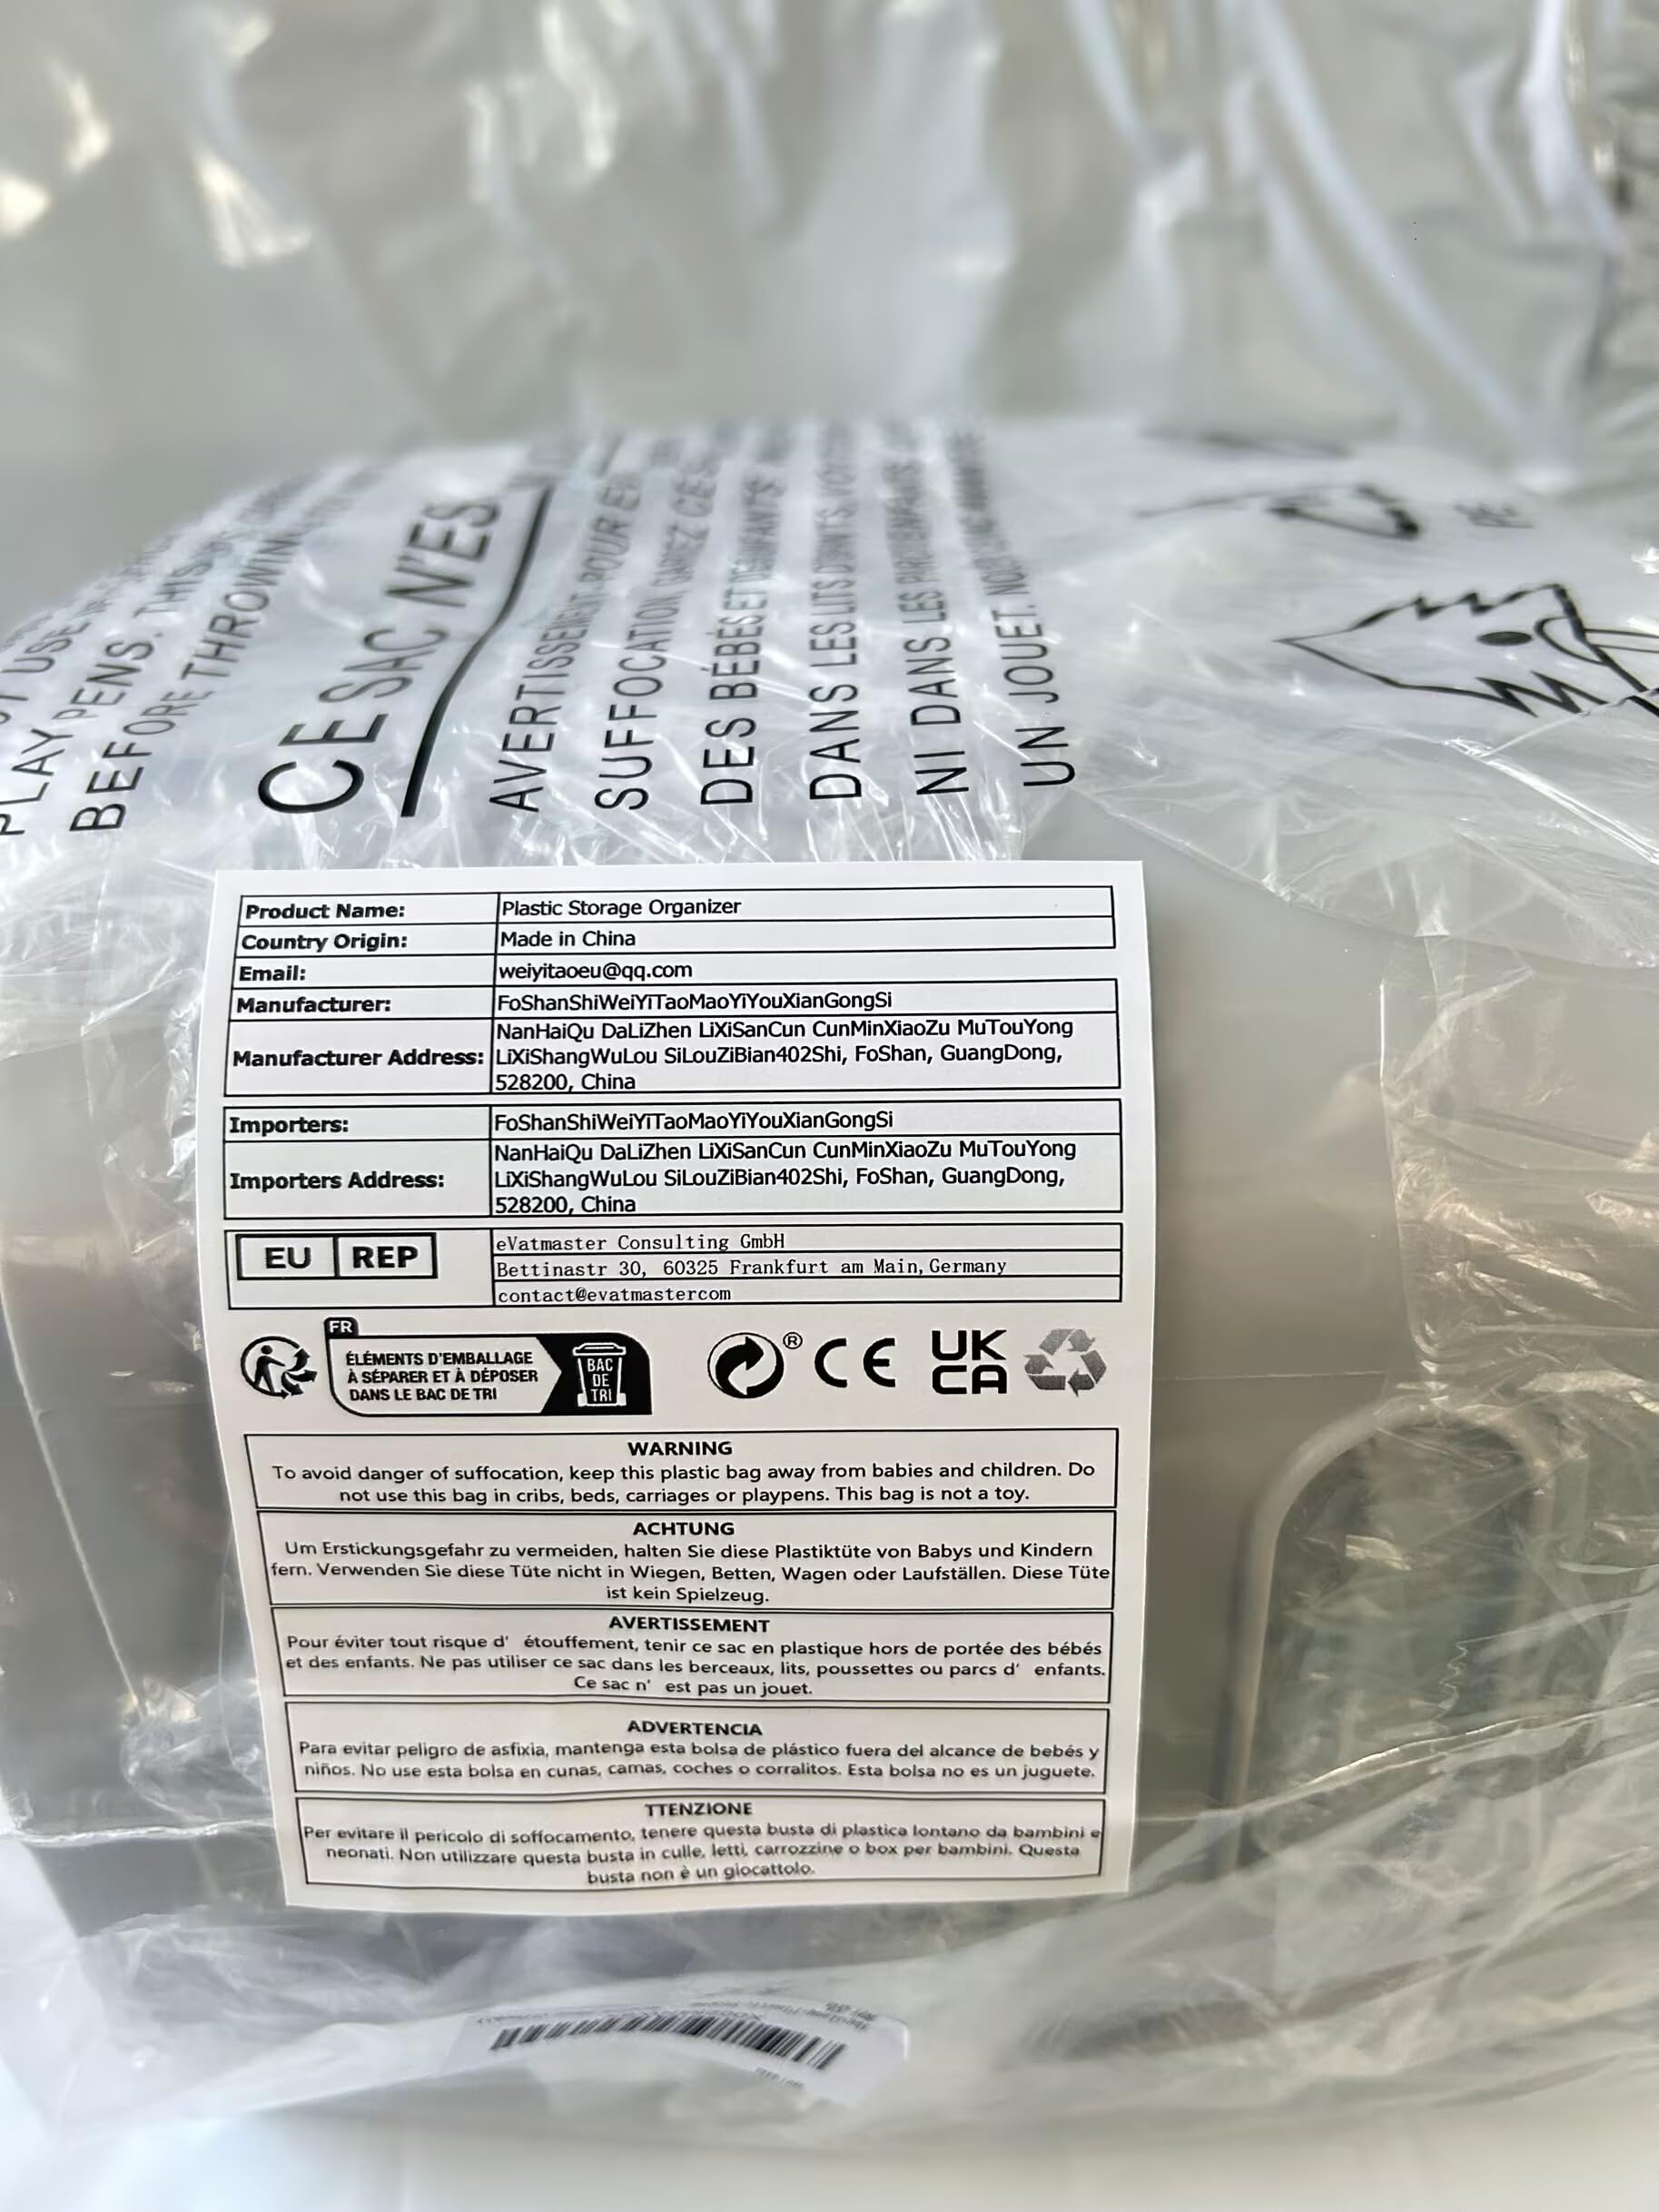 PLAY PENS. THIS
BEFORE THROWIN
CE SAC N'ES
AVERTISSEMENT POUR
SUFFOCATION
DES BÉBÉS ET
DANS LES LITS
NI DANS LES
UN JOUET.
Product Name: Plastic Storage Organizer
Country Origin: Made in China
Email: weiyitaoeu@qq.com
Manufacturer: FoShanShiWeiYiTaoMaoYiYouXianGongSi
NanHaiQu DaLiZhen LiXiSanCun CunMinXiaoZu MuTouYong
Manufacturer Address: LiXiShangWuLou SiLouZiBian402Shi, FoShan, GuangDong,
528200, China
Importers: FoShanShiWeiYiTaoMaoYiYouXianGongSi
NanHaiQu DaLiZhen LiXiSanCun CunMinXiaoZu MuTouYong
Importers Address: LiXiShangWuLou SiLouZiBian402Shi, FoShan, GuangDong,
528200, China
EU REP
eVatmaster Consulting GmbH
Bettinastr 30, 60325 Frankfurt am Main, Germany
contact@evatmastercom
FR
ÉLÉMENTS D'EMBALLAGE
À SÉPARER ET À DÉPOSER
DANS LE BAC DE TRI
BAC
DE
TRI
® CE
UK
CA
WARNING
To avoid danger of suffocation, keep this plastic bag away from babies and children. Do
not use this bag in cribs, beds, carriages or playpens. This bag is not a toy.
ACHTUNG
Um Erstickungsgefahr zu vermeiden, halten Sie diese Plastiktüte von Babys und Kindern
fern. Verwenden Sie diese Tüte nicht in Wiegen, Betten, Wagen oder Laufställen. Diese Tüte
ist kein Spielzeug.
AVERTISSEMENT
Pour éviter tout risque d' étouffement, tenir ce sac en plastique hors de portée des bébés
et des enfants. Ne pas utiliser ce sac dans les berceaux, lits, poussettes ou parcs d' enfants.
Ce sac n' est pas un jouet.
ADVERTENCIA
Para evitar peligro de asfixia, mantenga esta bolsa de plástico fuera del alcance de bebés y
niños. No use esta bolsa en cunas, camas, coches o corralitos. Esta bolsa no es un juguete.
TTENZIONE
Per evitare il pericolo di soffocamento, tenere questa busta di plastica lontano da bambini e
neonati. Non utilizzare questa busta in culle, letti, carrozzine o box per bambini. Questa
busta non è un giocattolo.